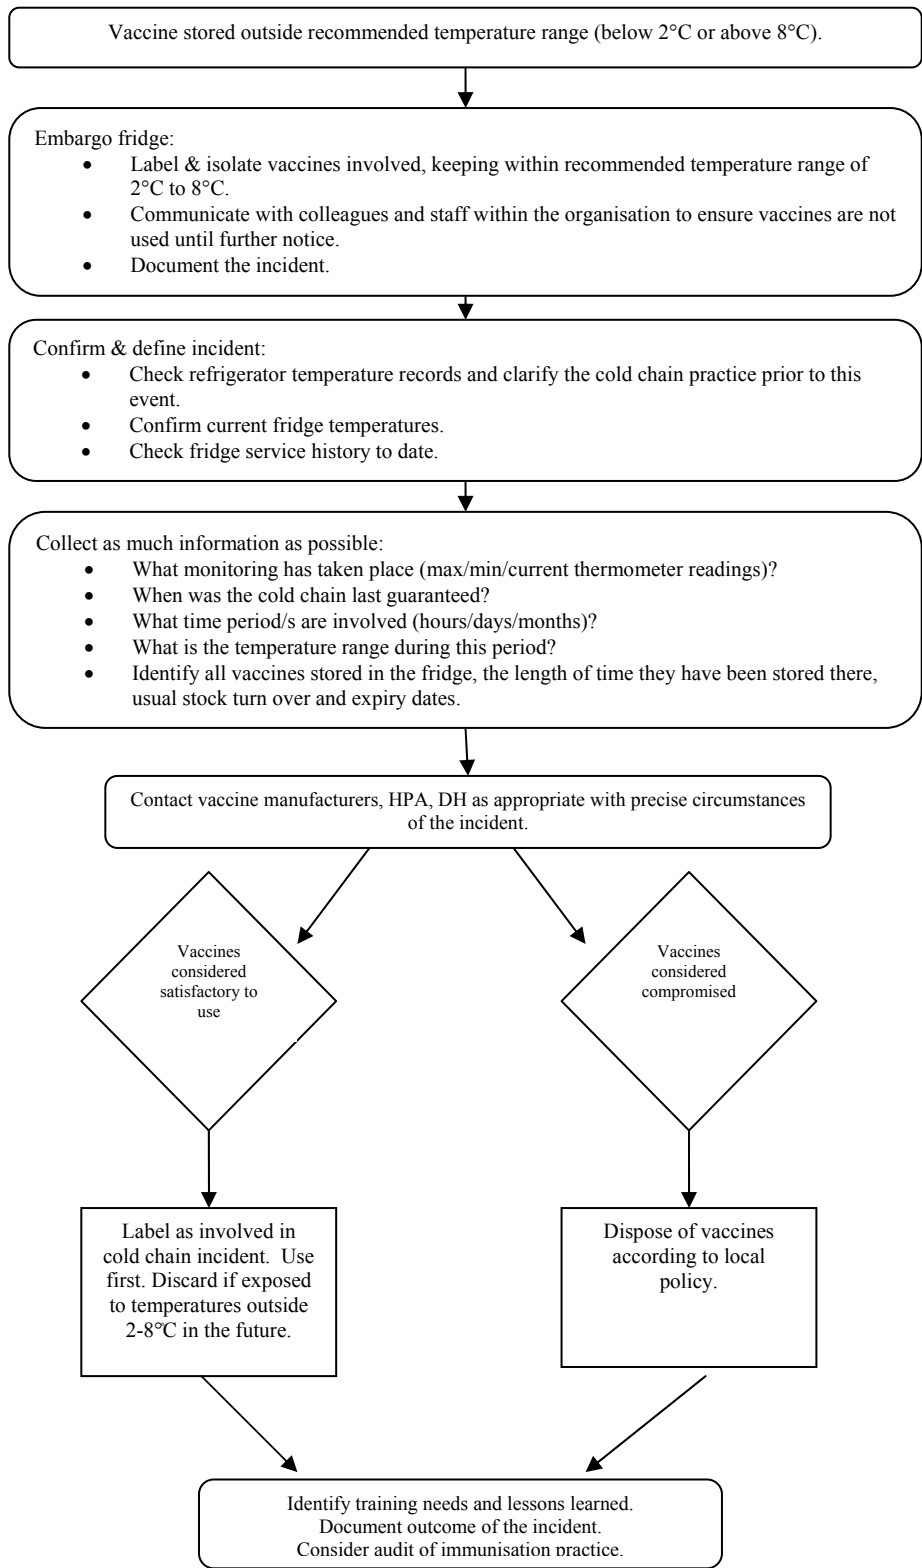 Vaccine stored outside recommended temperature range (below 2°C or above 8°C).
Embargo fridge:
• Label & isolate vaccines involved, keeping within recommended temperature range of
2°C to 8°C.
• Communicate with colleagues and staff within the organisation to ensure vaccines are not
used until further notice.
• Document the incident.
Confirm & define incident:
• Check refrigerator temperature records and clarify the cold chain practice prior to this
event.
• Confirm current fridge temperatures.
• Check fridge service history to date.
Collect as much information as possible:
• What monitoring has taken place (max/min/current thermometer readings)?
• When was the cold chain last guaranteed?
• What time period/s are involved (hours/days/months)?
• What is the temperature range during this period?
• Identify all vaccines stored in the fridge, the length of time they have been stored there,
usual stock turn over and expiry dates.
Contact vaccine manufacturers, HPA, DH as appropriate with precise circumstances
of the incident.
Vaccines
considered
satisfactory to
use
Vaccines
considered
compromised
Label as involved in
cold chain incident. Use
first. Discard if exposed
to temperatures outside
2-8°C in the future.
Dispose of vaccines
according to local
policy.
Identify training needs and lessons learned.
Document outcome of the incident.
Consider audit of immunisation practice.